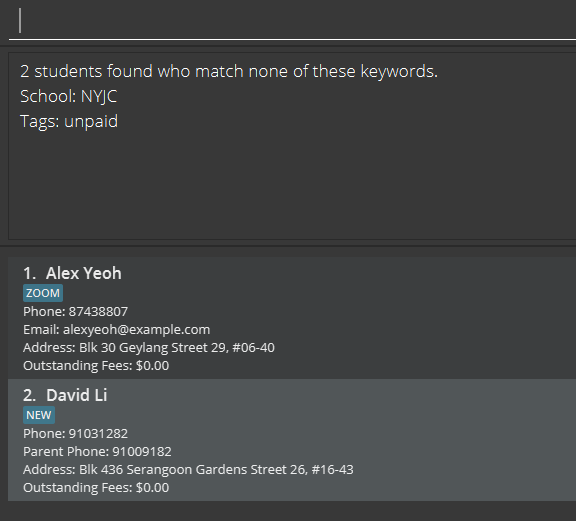 2 students found who match none of these keywords.
School: NYJC
Tags: unpaid
1. Alex Yeoh
ZOOM
Phone: 87438807
Email: alexyeoh@example.com
Address: Blk 30 Geylang Street 29, #06-40
Outstanding Fees: $0.00
2. David Li
NEW
Phone: 91031282
Parent Phone: 91009182
Address: Blk 436 Serangoon Gardens Street 26, #16-43
Outstanding Fees: $0.00